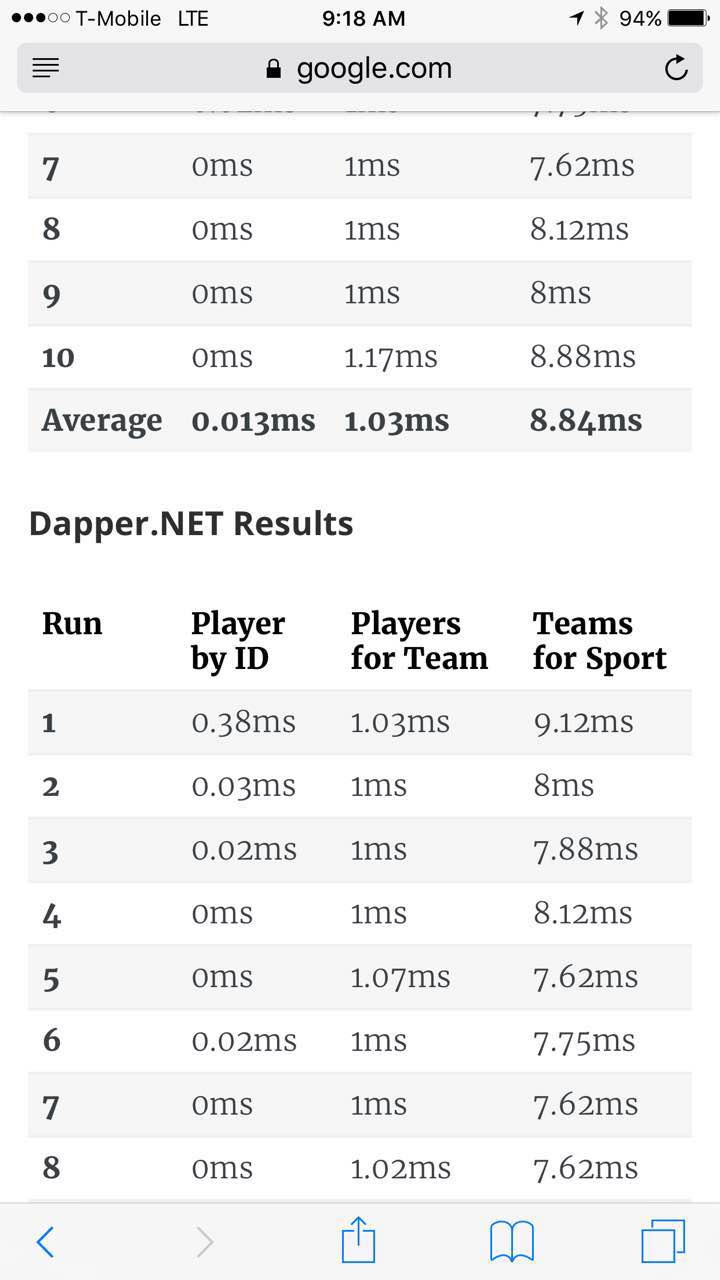 T-Mobile LTE 9:18 AM 94%
google.com
7 0ms 1ms 7.62ms
8 0ms 1ms 8.12ms
9 0ms 1ms 8ms
10 0ms 1.17ms 8.88ms
Average 0.013ms 1.03ms 8.84ms
Dapper.NET Results
Run Player Players Teams
by ID for Team for Sport
1 0.38ms 1.03ms 9.12ms
2 0.03ms 1ms 8ms
3 0.02ms 1ms 7.88ms
4 0ms 1ms 8.12ms
5 0ms 1.07ms 7.62ms
6 0.02ms 1ms 7.75ms
7 0ms 1ms 7.62ms
8 0ms 1.02ms 7.62ms